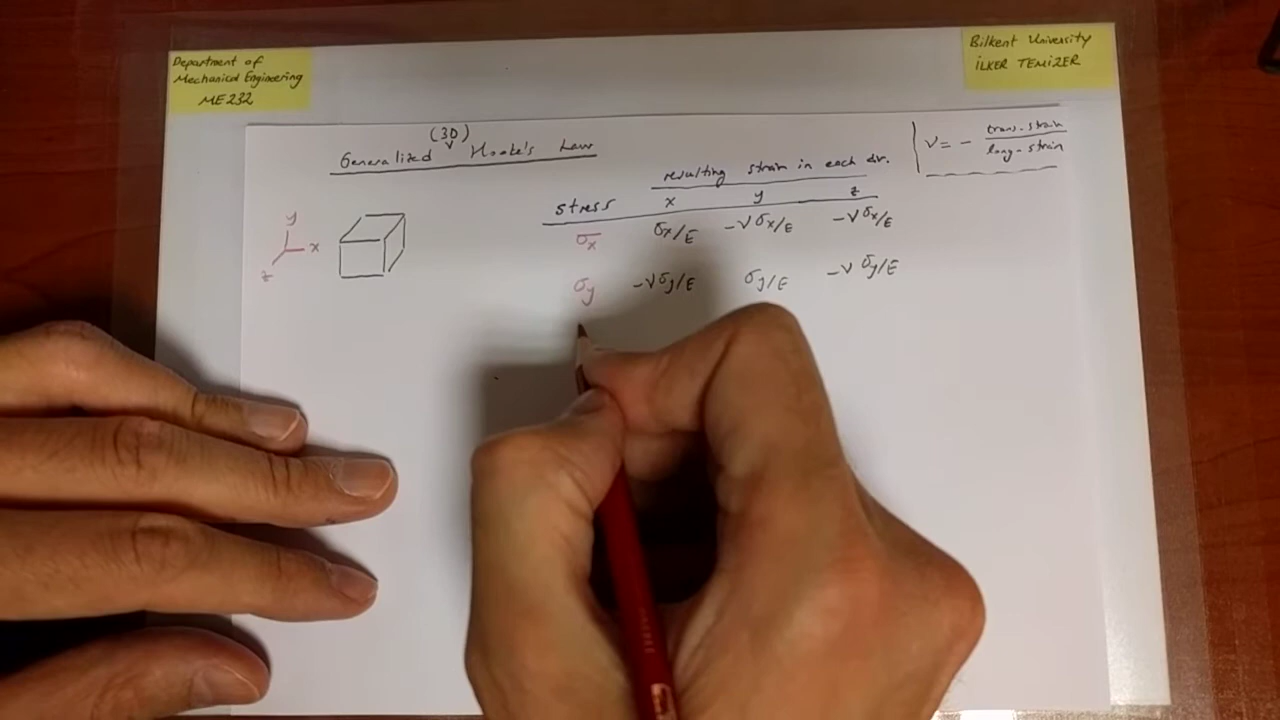 Department of
Mechanical Engineering
ME232
Bilkent University
İLKER TEMİZER
(3D)
Generalized ∨ Hooke's Law
ν = - trans. strain / long. strain
resulting strain in each dir.
stress x y z
σx σx/E -νσx/E -νσx/E
σy -νσy/E σy/E -νσy/E
y
x
z